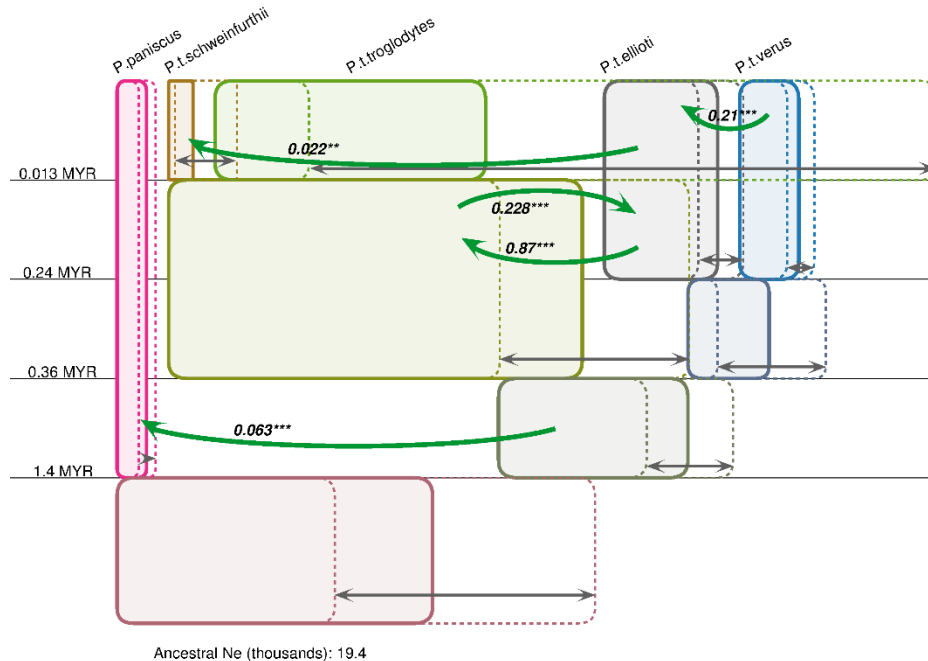 P.paniscus
P.t.schweinfurthii
P.t.troglodytes
P.t.ellioti
P.t.verus
0.21***
0.022**
0.013 MYR
0.228***
0.87***
0.24 MYR
0.36 MYR
0.063***
1.4 MYR
Ancestral Ne (thousands): 19.4